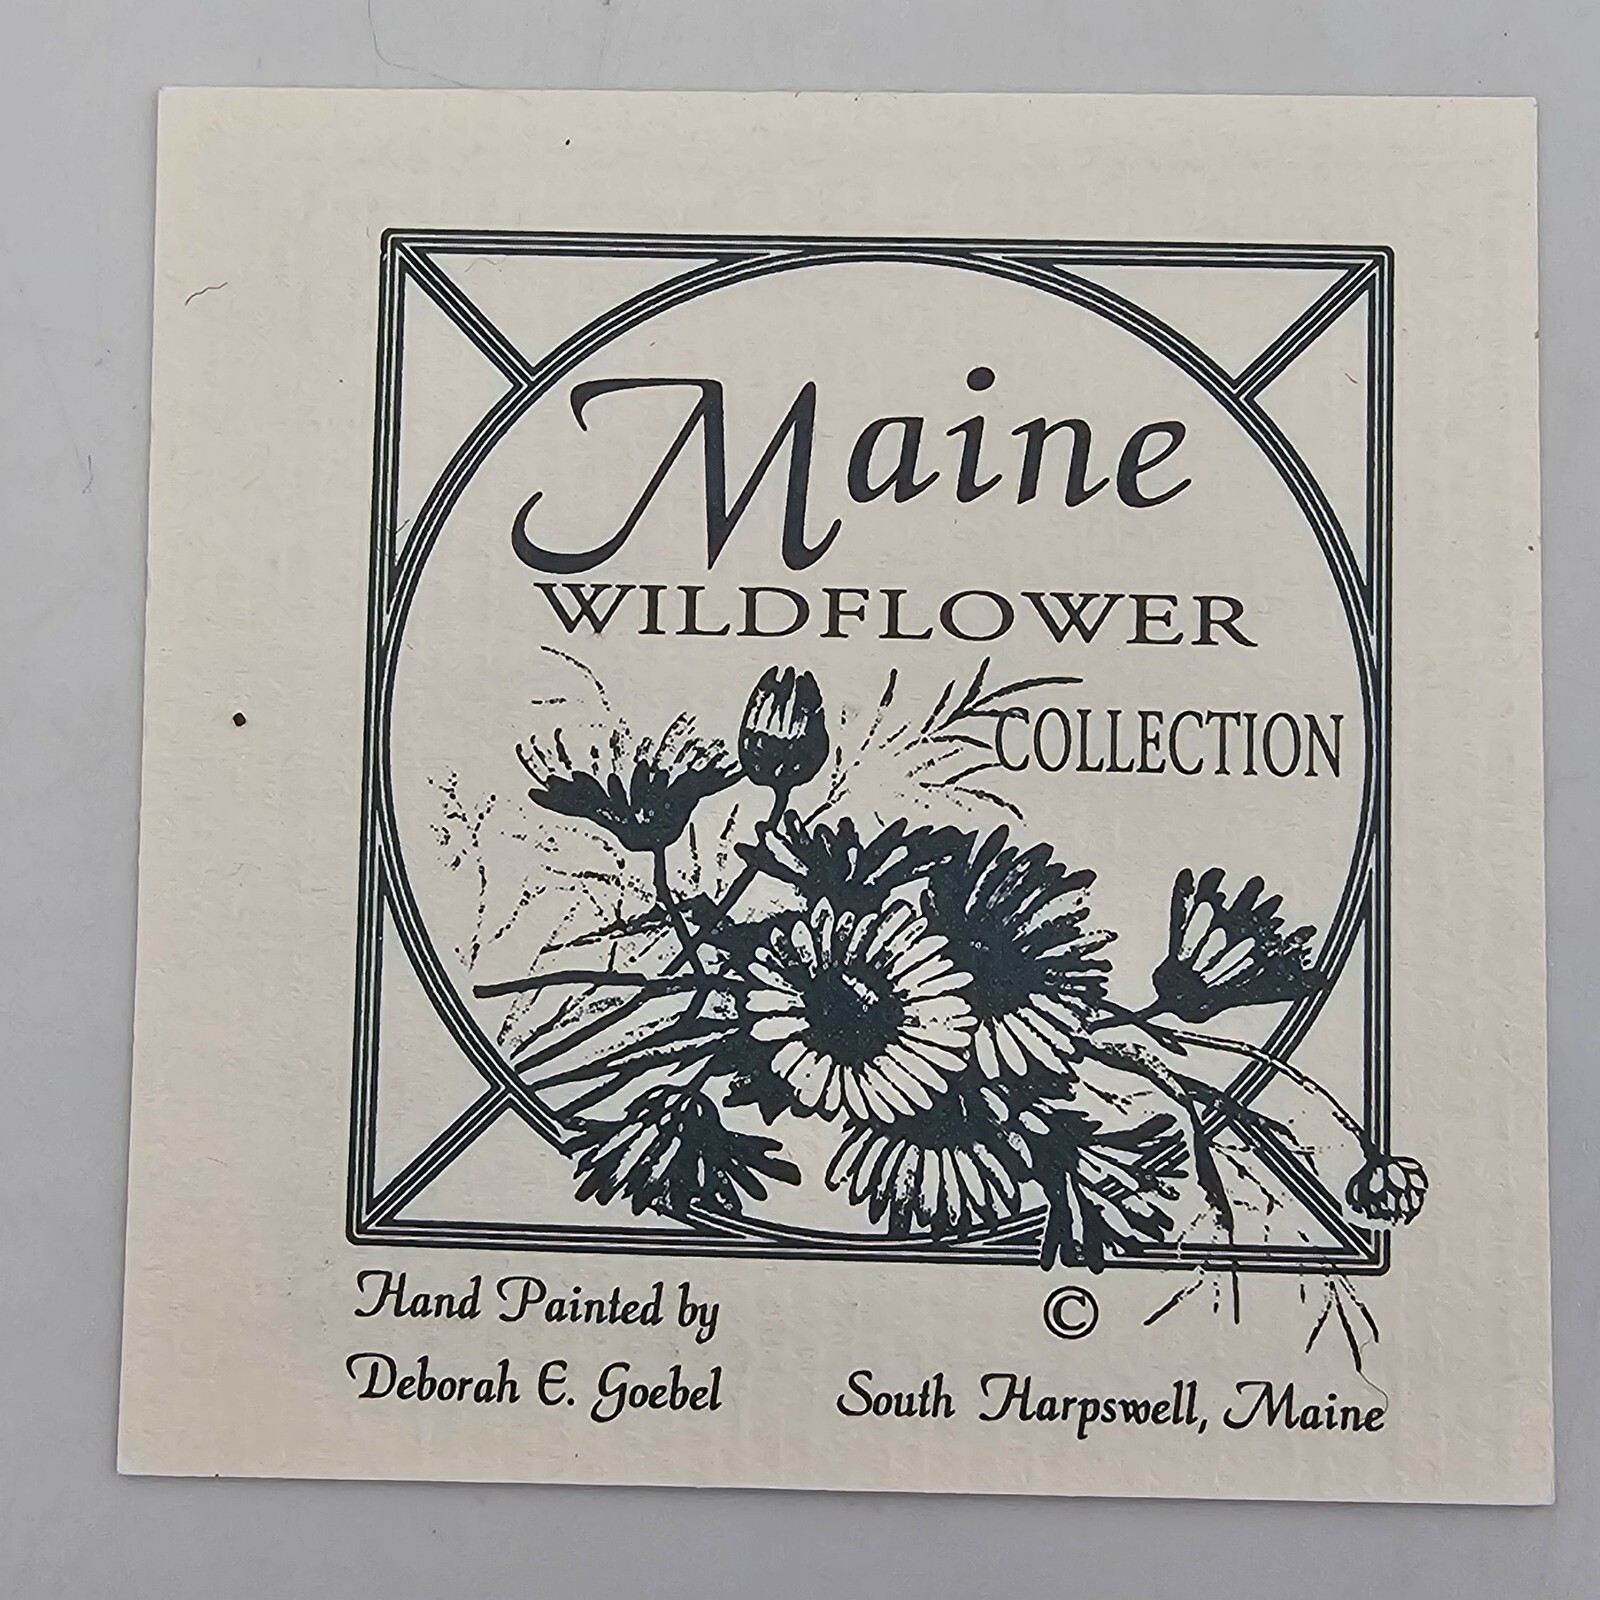 Maine
WILDFLOWER
COLLECTION
Hand Painted by
Deborah E. Goebel
©
South Harpswell, Maine